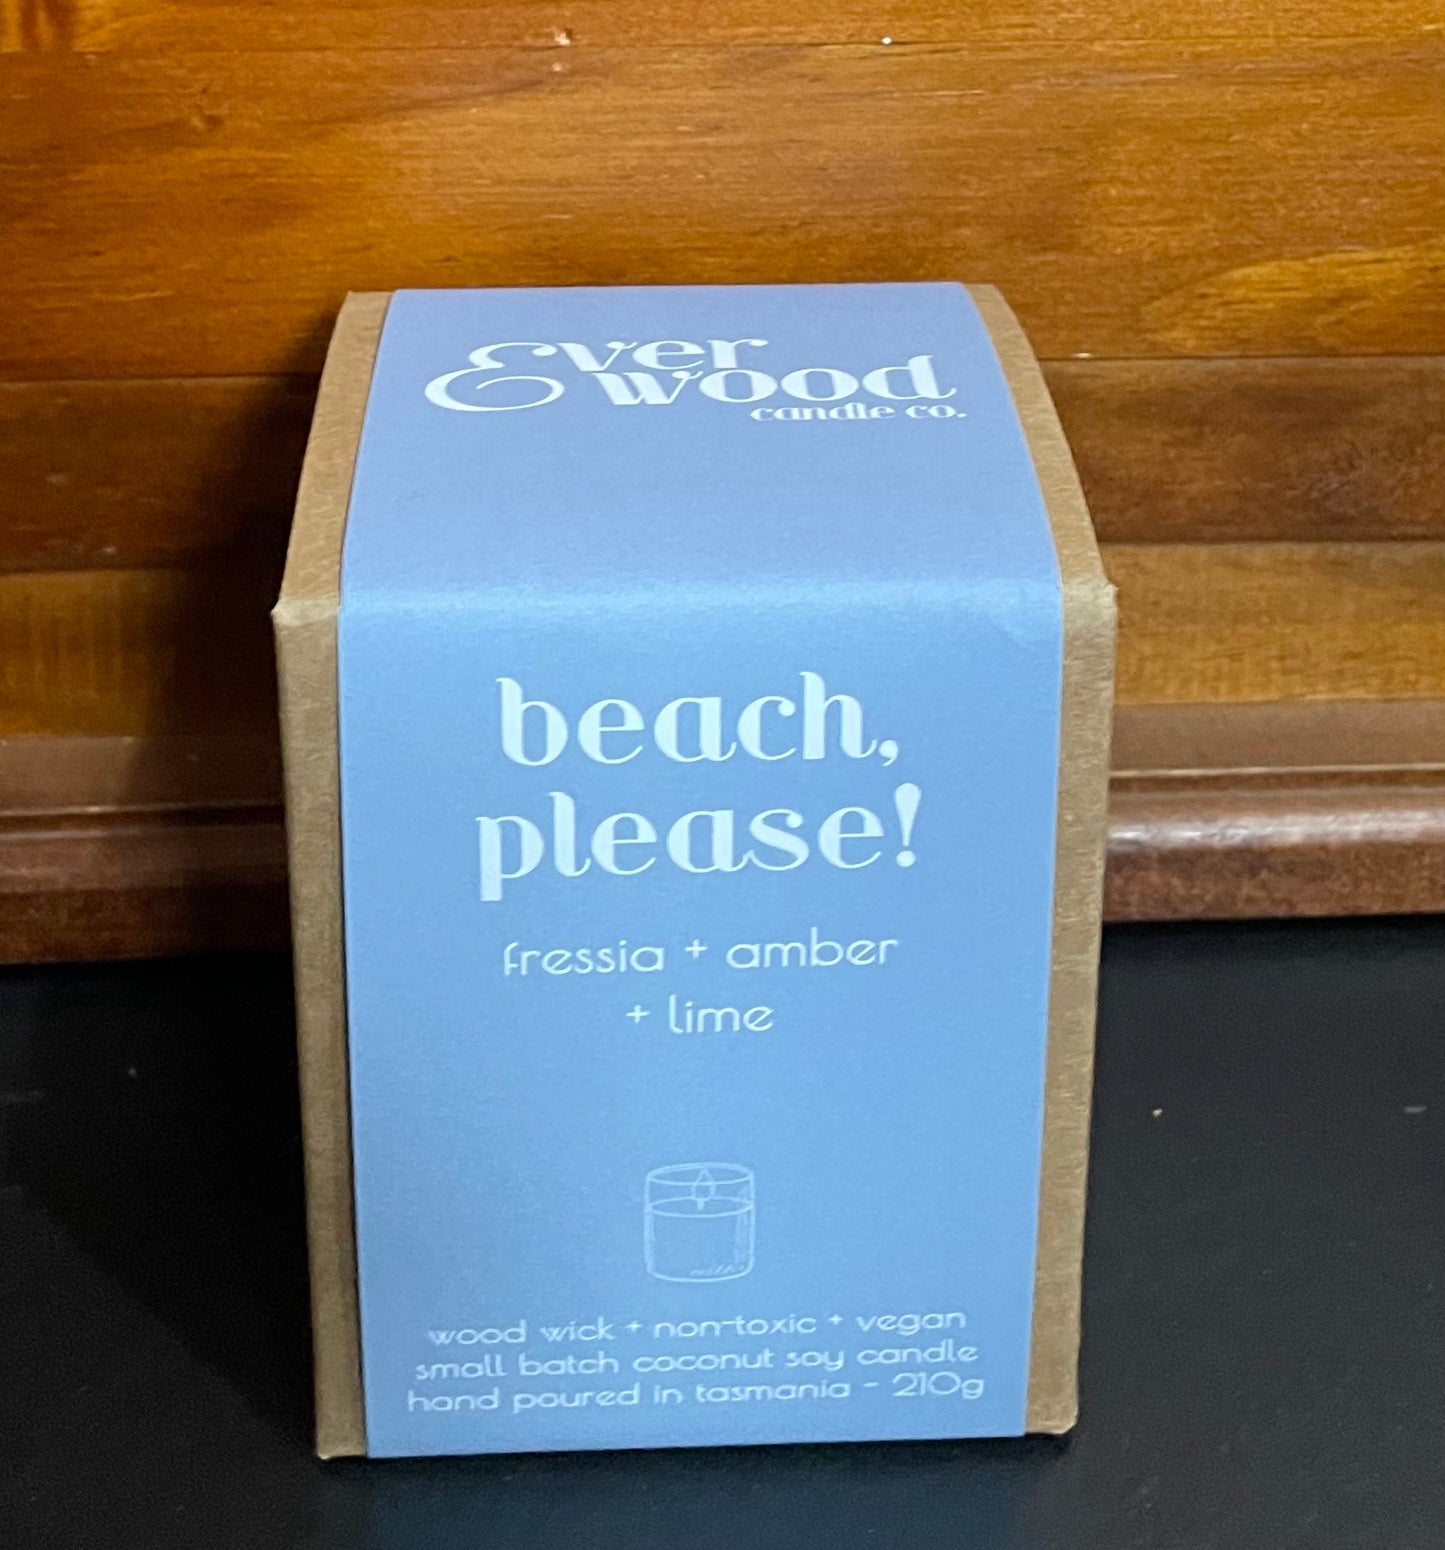 Ever
wood
candle co.
beach,
please!
fressia + amber
+ lime
wood wick + non-toxic + vegan
small batch coconut soy candle
hand poured in tasmania - 210g